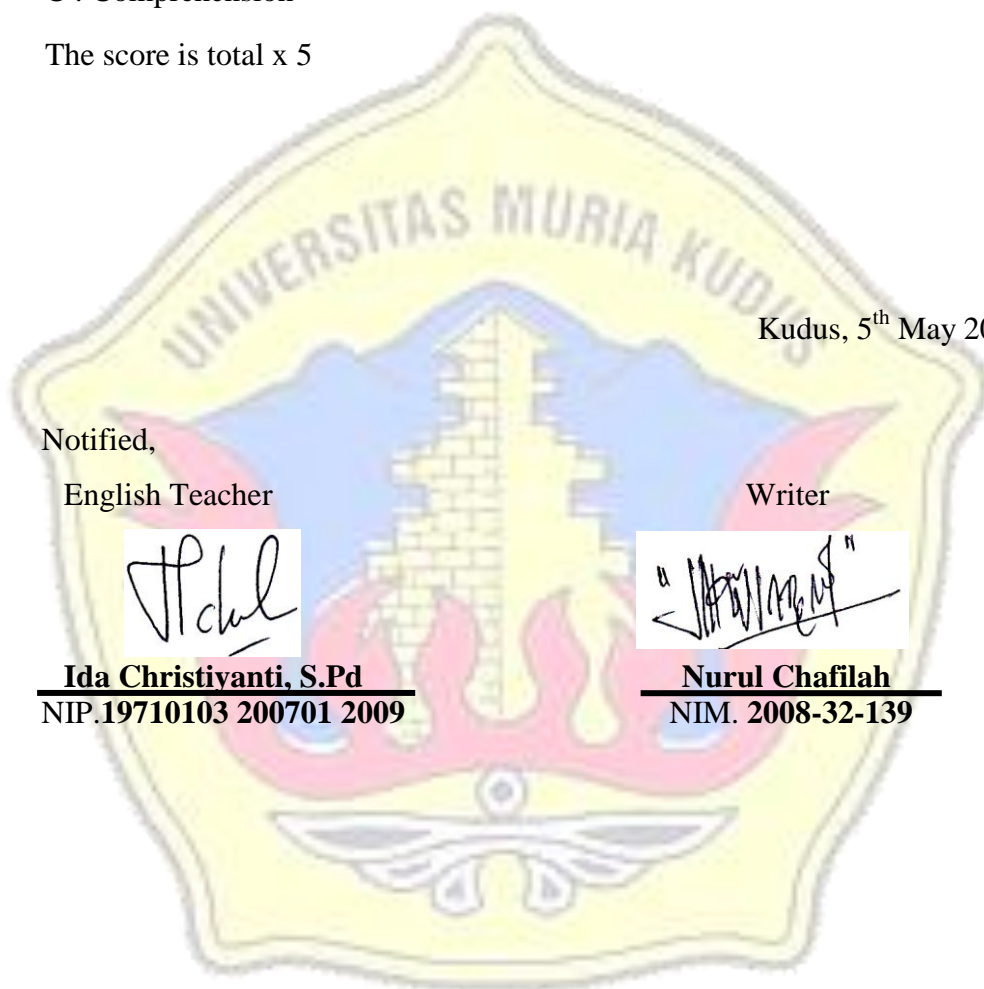 The score is total x 5
UNIVERSITAS MURIA KUDUS
Kudus, 5th May
Notified,
English Teacher Writer
Ida Christiyanti, S.Pd Nurul Chafilah
NIP.19710103 200701 2009 NIM. 2008-32-139